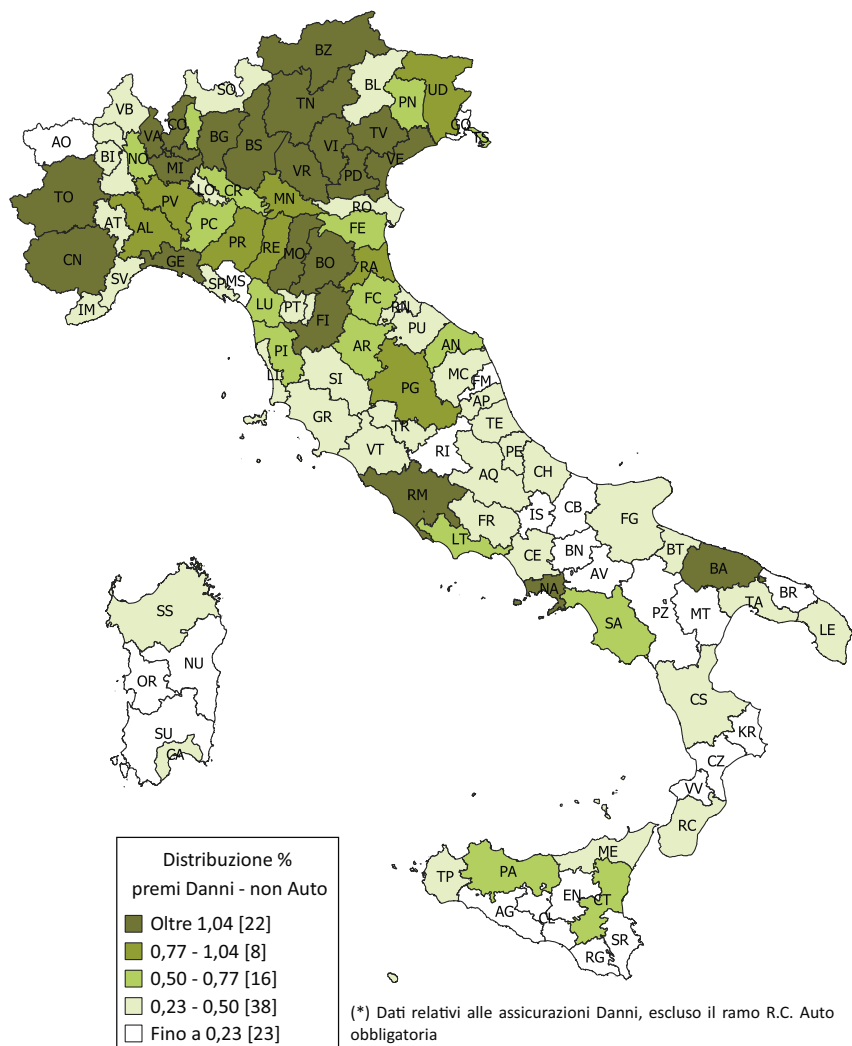 BZ
SO
BL
UD
VB
TN
PN
CO
GO
TS
AO
VA
BG
BS
VI
TV
BI
NO
MI
VR
PD
VE
TO
LO
CR
PV
MN
RO
AT
AL
PC
FE
PR
RE
MO
BO
RA
CN
GE
SV
SP
MS
IM
LU
PT
FI
FC
RN
PU
PI
AR
AN
LI
SI
PG
MC
FM
AP
GR
TR
TE
VT
RI
PE
AQ
CH
RM
FR
IS
CB
FG
LT
CE
BN
BT
AV
BA
NA
SA
PZ
MT
TA
BR
LE
SS
NU
OR
SU
CA
CS
KR
CZ
VV
RC
ME
TP
PA
EN
CT
AG
CL
SR
RG
Distribuzione %
premi Danni - non Auto
Oltre 1,04 [22]
0,77 - 1,04 [8]
0,50 - 0,77 [16]
0,23 - 0,50 [38]
Fino a 0,23 [23]
(*) Dati relativi alle assicurazioni Danni, escluso il ramo R.C. Auto
obbligatoria